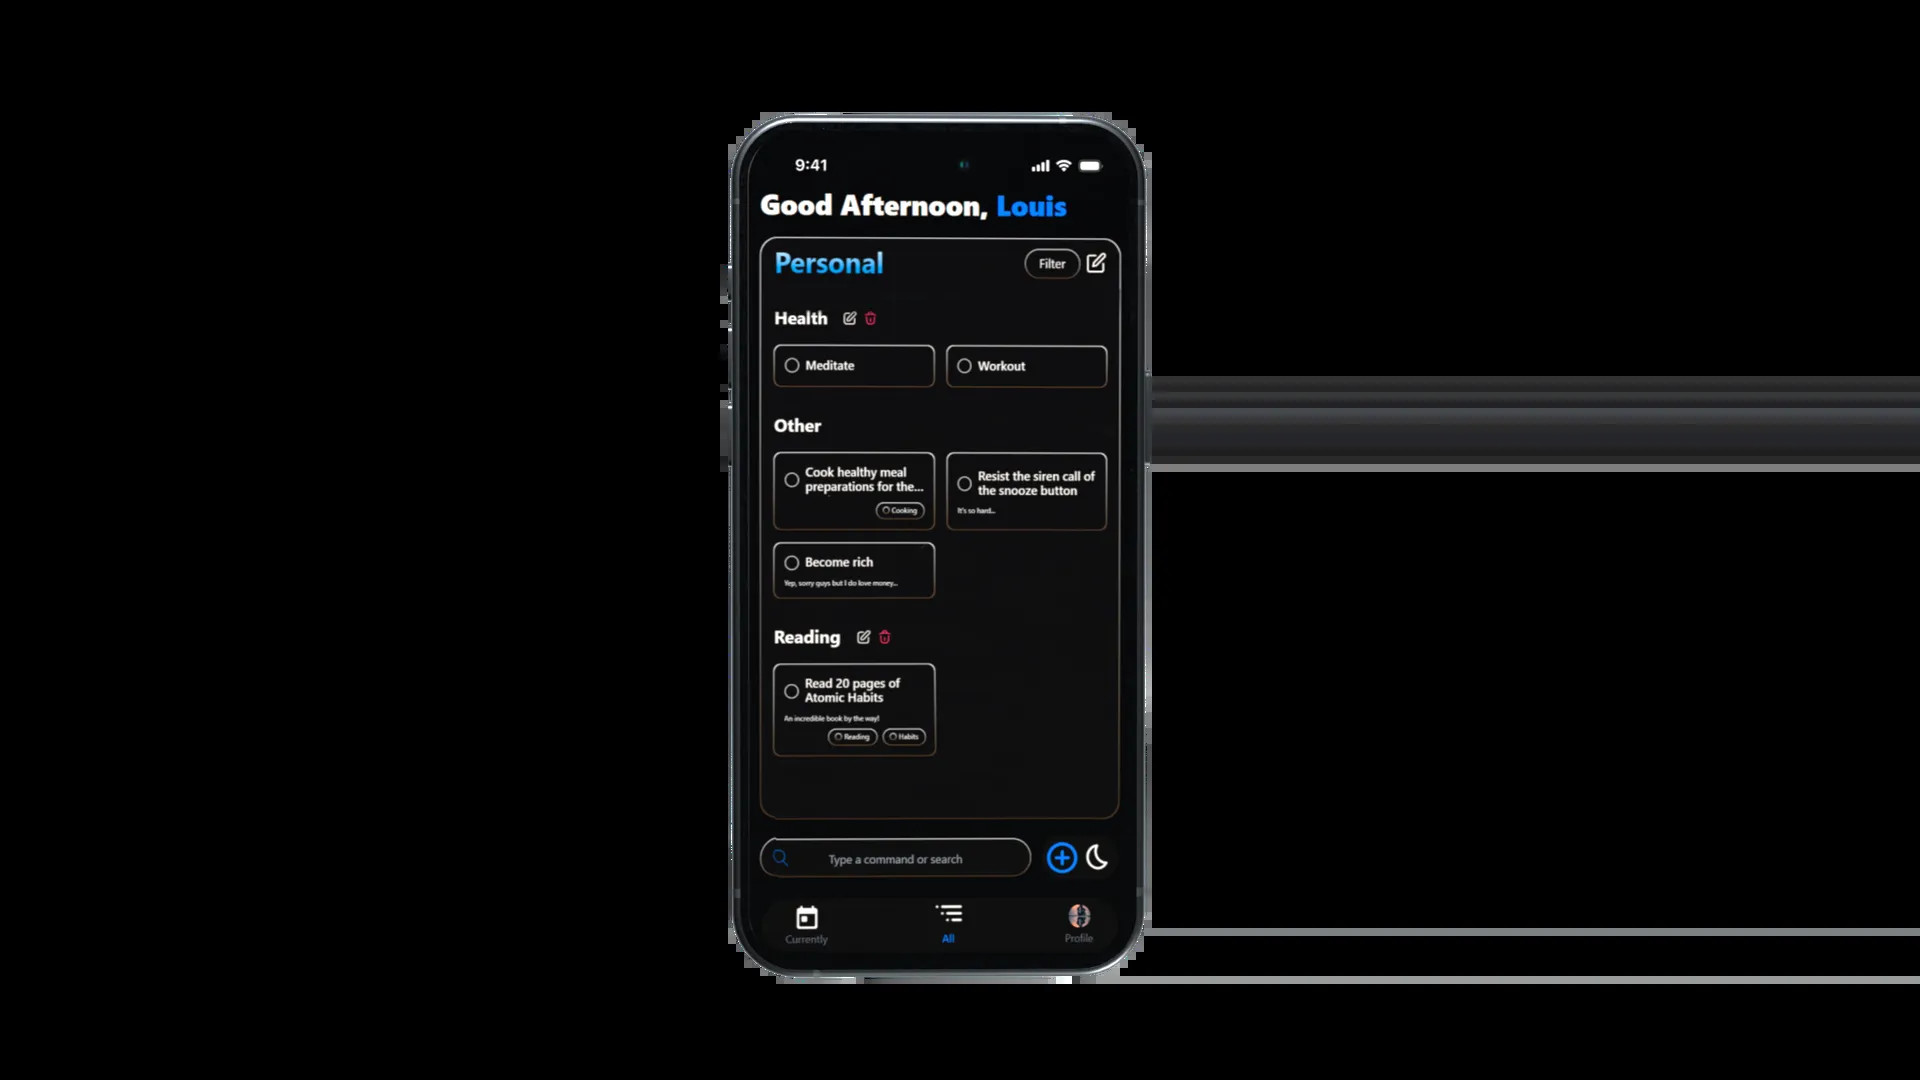 9:41
Good Afternoon, Louis
Personal
Filter
Health
Meditate
Workout
Other
Cook healthy meal
preparations for the...
Cooking
Resist the siren call of
the snooze button
It's so hard...
Become rich
Yep, sorry guys but I do love money...
Reading
Read 20 pages of
Atomic Habits
An incredible book by the way!
Reading
Habits
Type a command or search
Currently
All
Profile